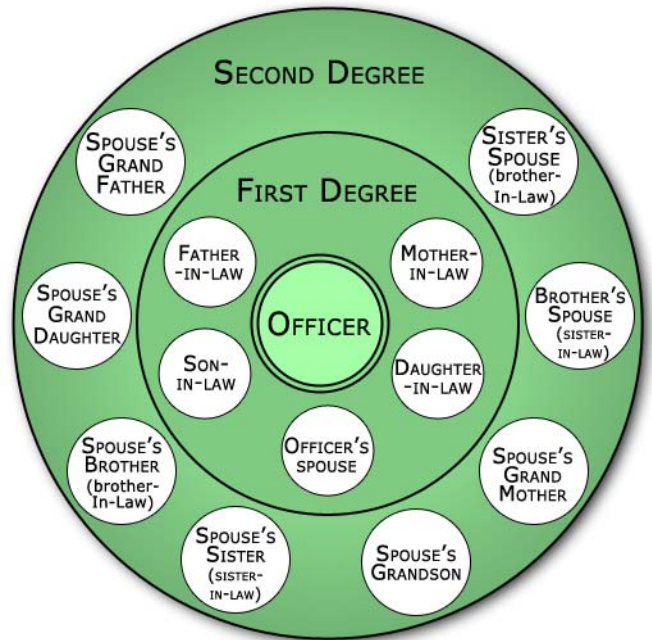 SECOND DEGREE
SPOUSE'S
GRAND
FATHER
SISTER'S
SPOUSE
(brother-
In-Law)
FIRST DEGREE
FATHER
-IN-LAW
MOTHER-
IN-LAW
SPOUSE'S
GRAND
DAUGHTER
OFFICER
BROTHER'S
SPOUSE
(SISTER-
IN-LAW)
SON-
IN-LAW
DAUGHTER
-IN-LAW
OFFICER'S
SPOUSE
SPOUSE'S
BROTHER
(brother-
In-Law)
SPOUSE'S
GRAND
MOTHER
SPOUSE'S
SISTER
(SISTER-
IN-LAW)
SPOUSE'S
GRANDSON